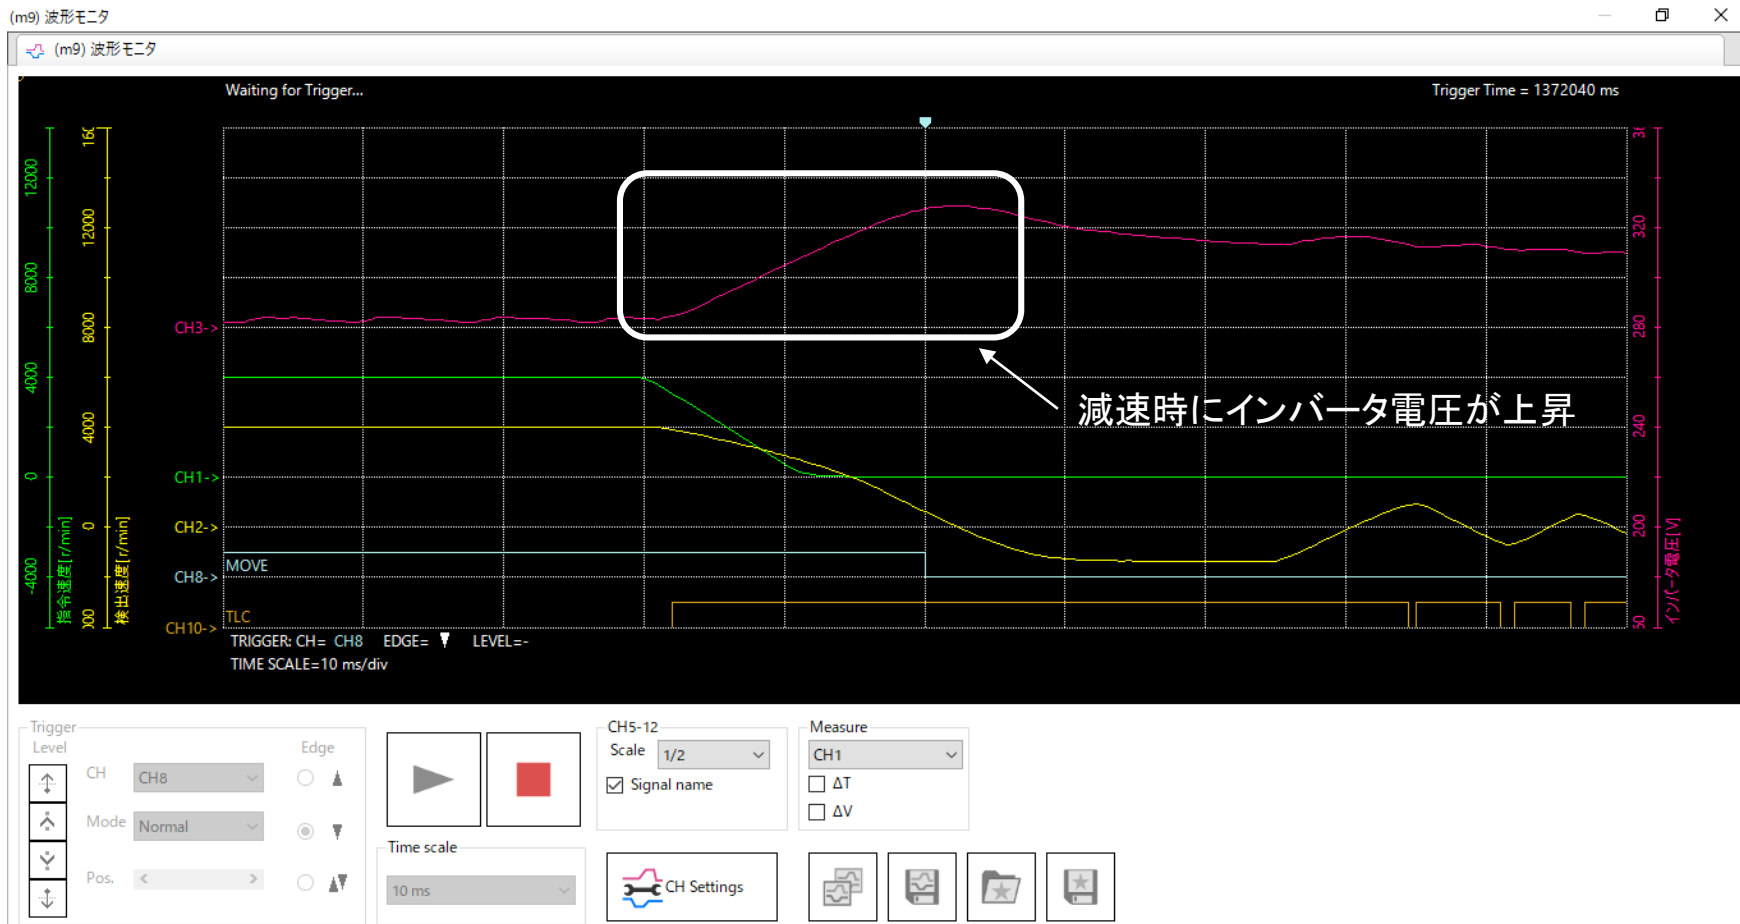 (m9) 波形モニタ
(m9) 波形モニタ
Waiting for Trigger...
Trigger Time = 1372040 ms
12000
8000
4000
0
-4000
指令速度[r/min]
12000
8000
4000
0
検出速度[r/min]
CH3->
CH1->
CH2->
CH8->
CH10->
MOVE
TLC
320
280
240
200
インバータ電圧[V]
減速時にインバータ電圧が上昇
TRIGGER: CH= CH8 EDGE= LEVEL=-
TIME SCALE=10 ms/div
Trigger
Level
Edge
CH
CH8
Mode
Normal
Pos.
Time scale
10 ms
CH5-12
Scale
1/2
Signal name
Measure
CH1
ΔT
ΔV
CH Settings